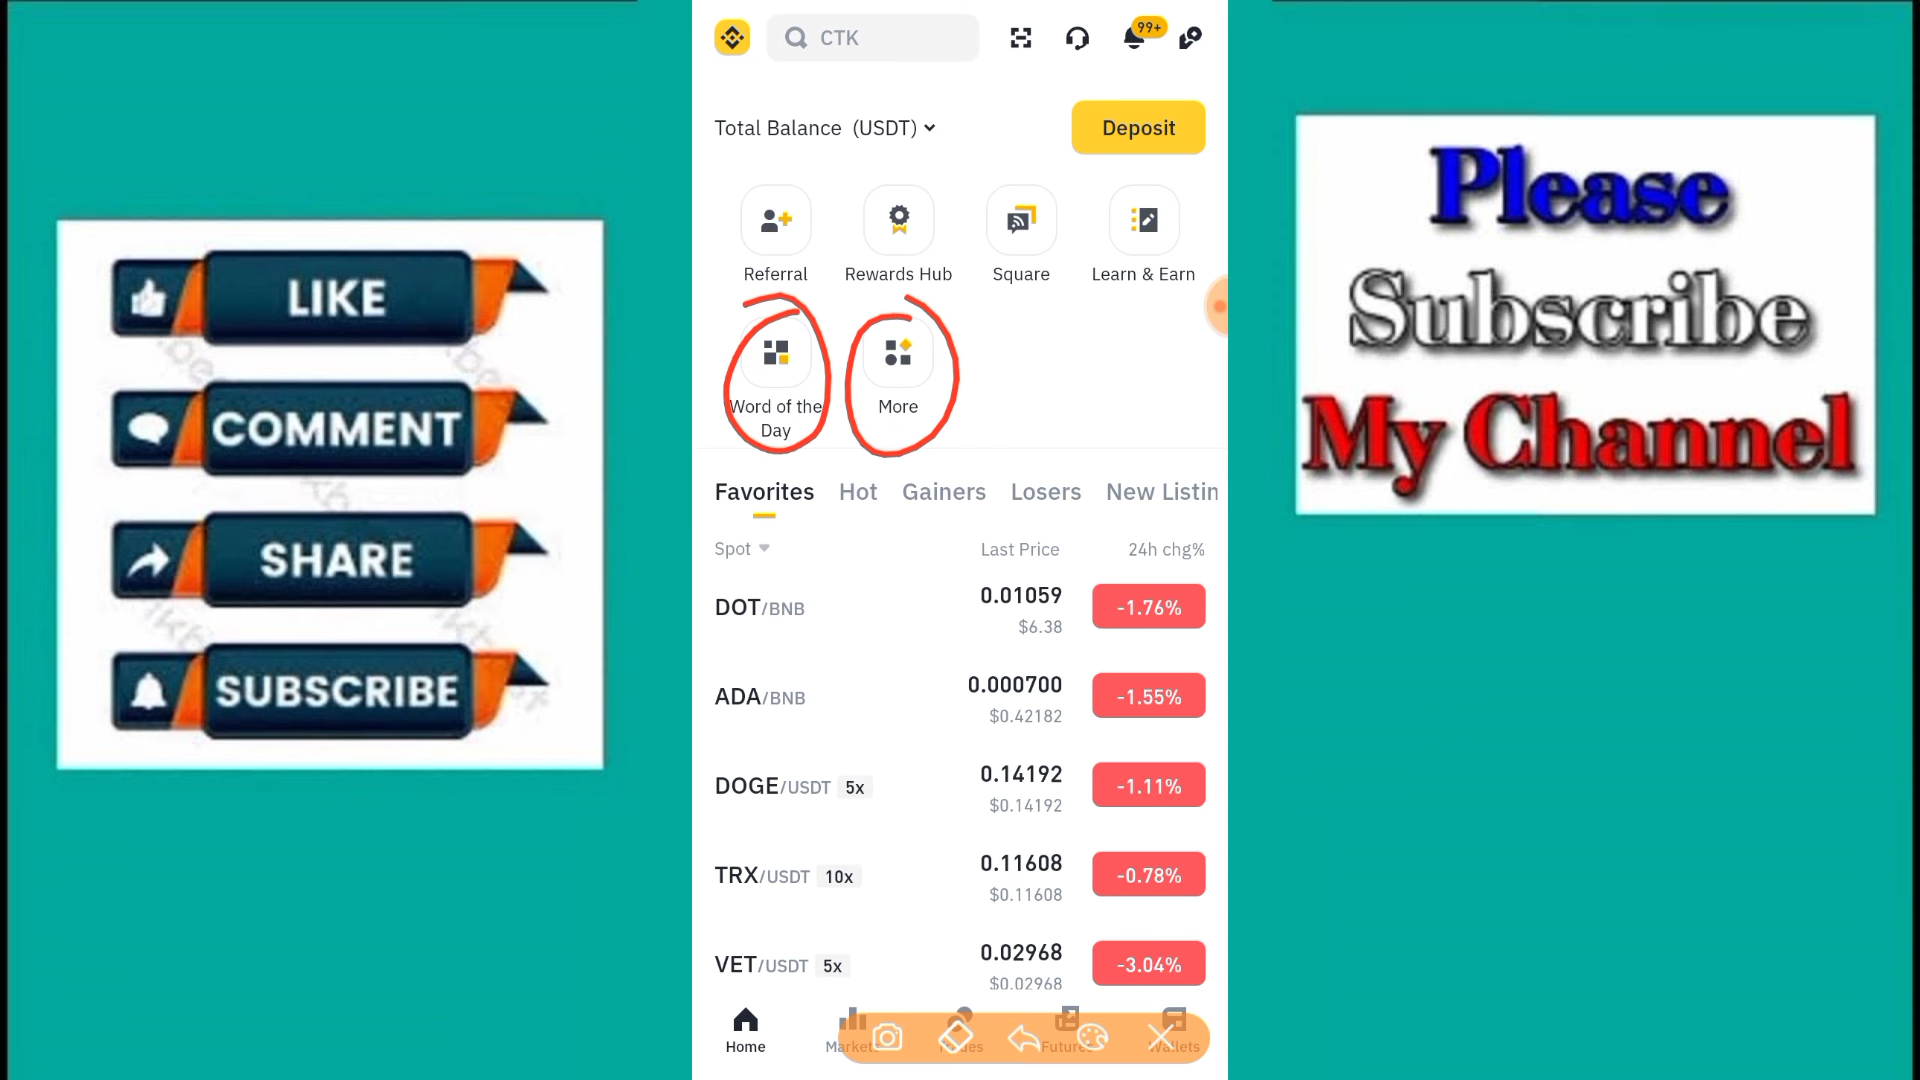 LIKE
COMMENT
SHARE
SUBSCRIBE
CTK
99+
Total Balance (USDT)
Deposit
Referral
Rewards Hub
Square
Learn & Earn
Word of the
Day
More
Favorites Hot Gainers Losers New Listin
Spot Last Price 24h chg%
DOT/BNB 0.01059 -1.76%
$6.38
ADA/BNB 0.000700 -1.55%
$0.42182
DOGE/USDT 5x 0.14192 -1.11%
$0.14192
TRX/USDT 10x 0.11608 -0.78%
$0.11608
VET/USDT 5x 0.02968 -3.04%
$0.02968
Home Markets Futures Wallets
Please
Subscribe
My Channel